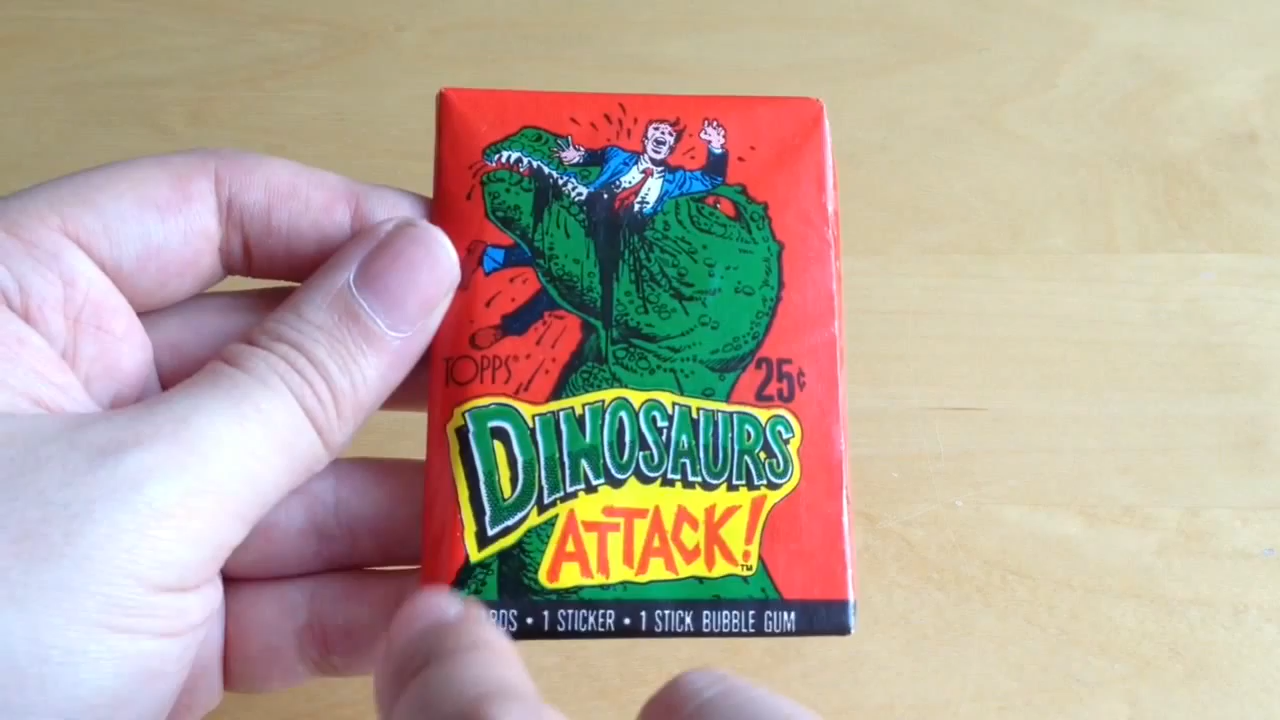 TOPPS®
25¢
DINOSAURS
ATTACK!™
• 1 STICKER • 1 STICK BUBBLE GUM